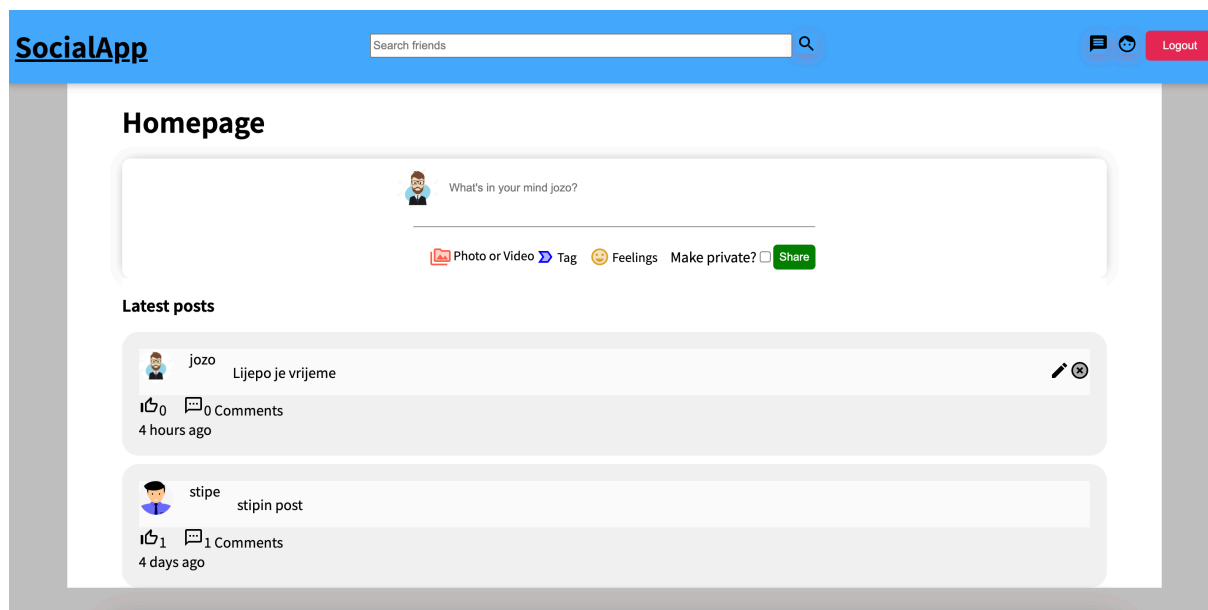 SocialApp
Search friends
Logout
Homepage
What's in your mind jozo?
Photo or Video Tag Feelings Make private? Share
Latest posts
jozo
Lijepo je vrijeme
0 0 Comments
4 hours ago
stipe
stipin post
1 1 Comments
4 days ago